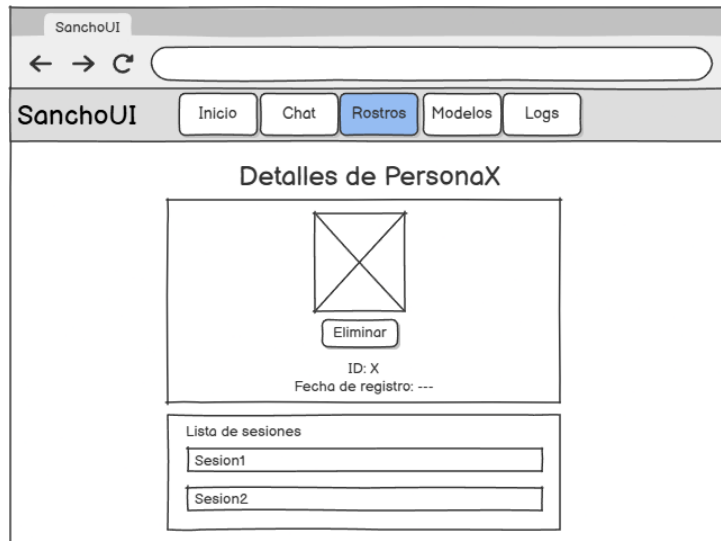 SanchoUI
SanchoUI
Inicio
Chat
Rostros
Modelos
Logs
Detalles de PersonaX
Eliminar
ID: X
Fecha de registro: ---
Lista de sesiones
Sesion1
Sesion2